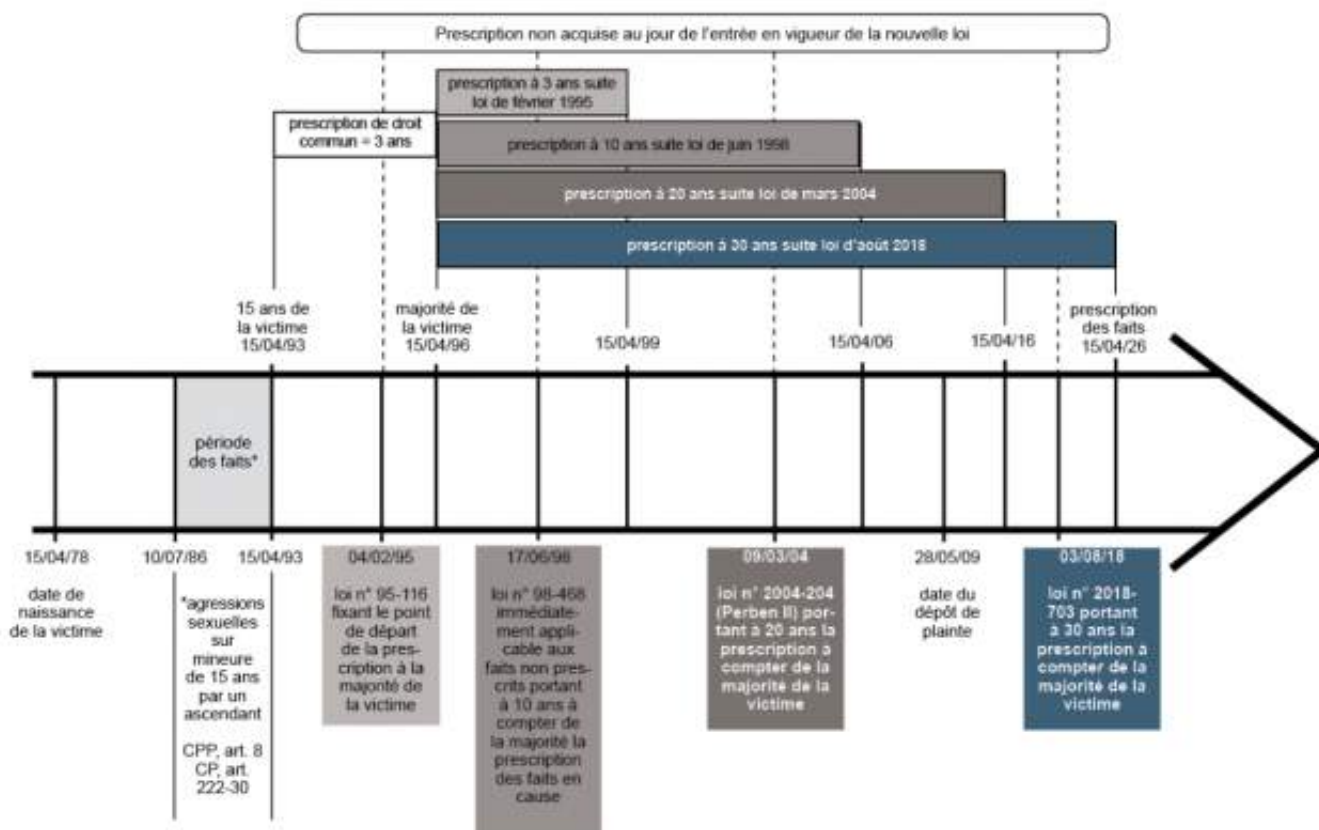 Prescription non acquise au jour de l'entrée en vigueur de la nouvelle loi
prescription à 3 ans suite
loi de février 1995
prescription de droit
commun = 3 ans
prescription à 10 ans suite loi de juin 1998
prescription à 20 ans suite loi de mars 2004
prescription à 30 ans suite loi d'août 2018
15 ans de
la victime
15/04/93
majorité de
la victime
15/04/96
15/04/99
15/04/06
15/04/16
prescription
des faits
15/04/26
période
des faits*
15/04/78
date de
naissance
de la victime
10/07/86
15/04/93
*agressions
sexuelles
sur
mineure
de 15 ans
par un
ascendant
CPP, art. 8
CP, art.
222-30
04/02/95
loi n° 95-116
fixant le point
de départ
de la pres-
cription à la
majorité de
la victime
17/06/98
loi n° 98-468
immédiate-
ment appli-
cable aux
faits non pres-
crits portant
à 10 ans à
compter de
la majorité la
prescription
des faits en
cause
09/03/04
loi n° 2004-204
(Perben II) por-
tant à 20 ans la
prescription à
compter de la
majorité de la
victime
28/05/09
date du
dépôt de
plainte
03/08/18
loi n° 2018-
703 portant
à 30 ans la
prescription à
compter de la
majorité de la
victime